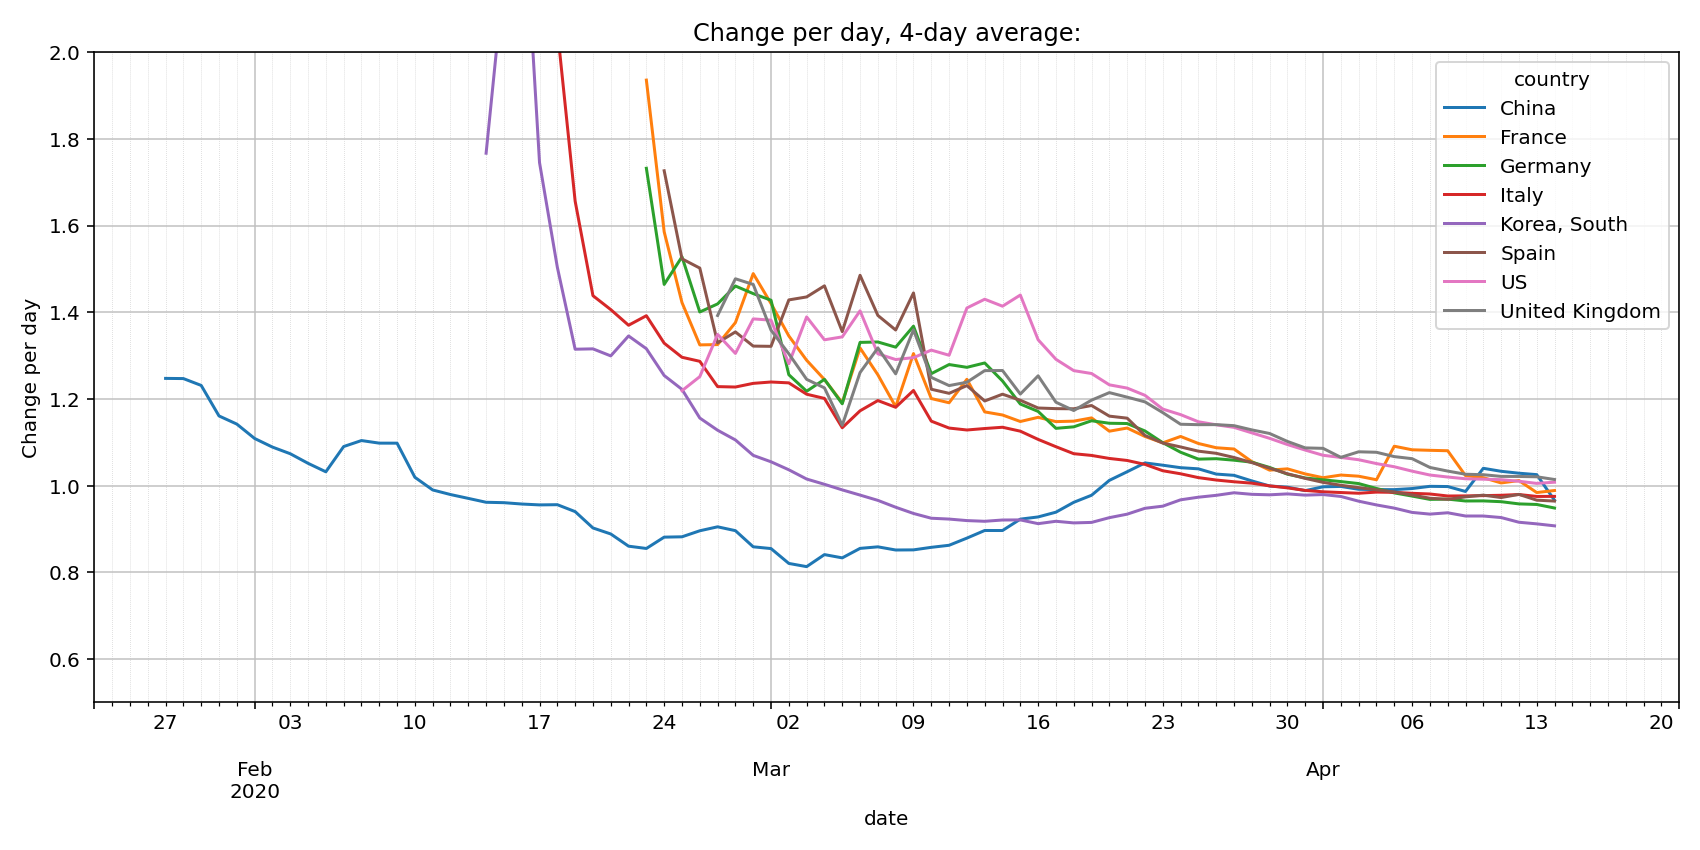 Change per day, 4-day average:
country
China
France
Germany
Italy
Korea, South
Spain
US
United Kingdom
Change per day
2.0
1.8
1.6
1.4
1.2
1.0
0.8
0.6
27 03 10 17 24 02 09 16 23 30 06 13 20
Feb Mar Apr
2020
date